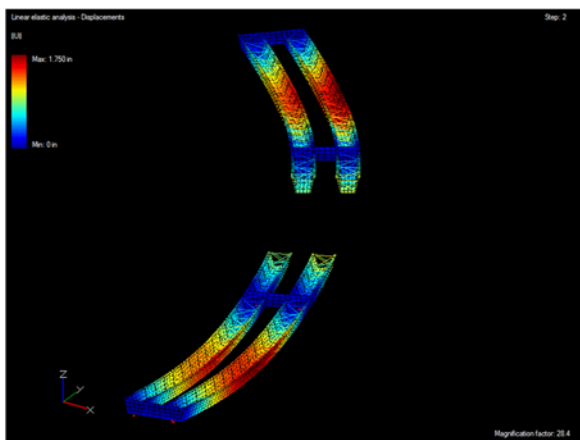 Linear elastic analysis - Displacements
Step: 2
|U|
Max: 1.750 in
Min: 0 in
Z
Y
X
Magnification factor: 28.4